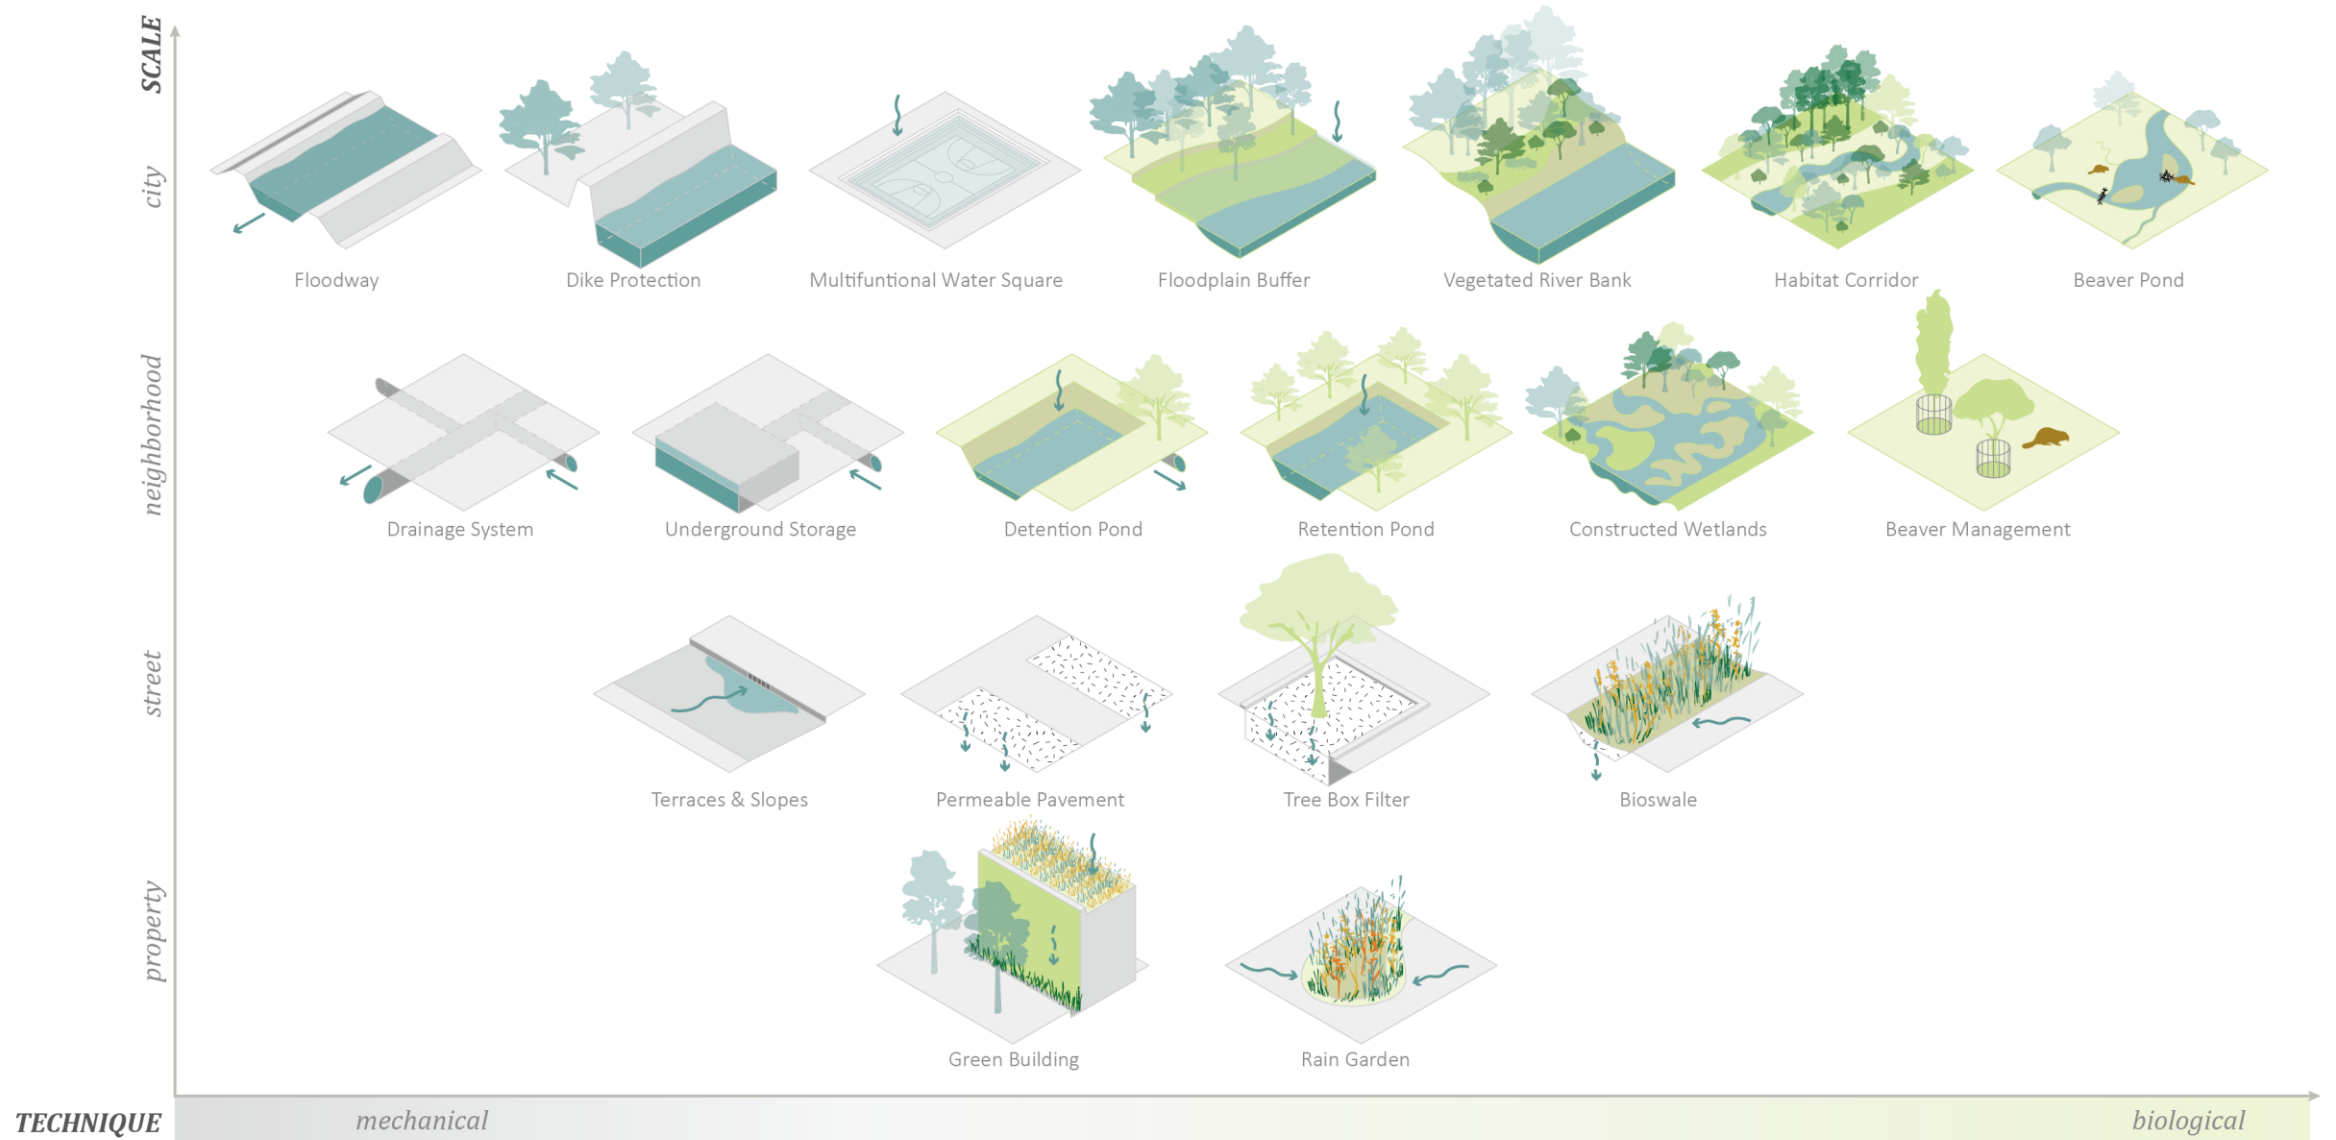 SCALE
city
Floodway
Dike Protection
Multifuntional Water Square
Floodplain Buffer
Vegetated River Bank
Habitat Corridor
Beaver Pond
neighborhood
Drainage System
Underground Storage
Detention Pond
Retention Pond
Constructed Wetlands
Beaver Management
street
Terraces & Slopes
Permeable Pavement
Tree Box Filter
Bioswale
property
Green Building
Rain Garden
TECHNIQUE
mechanical
biological